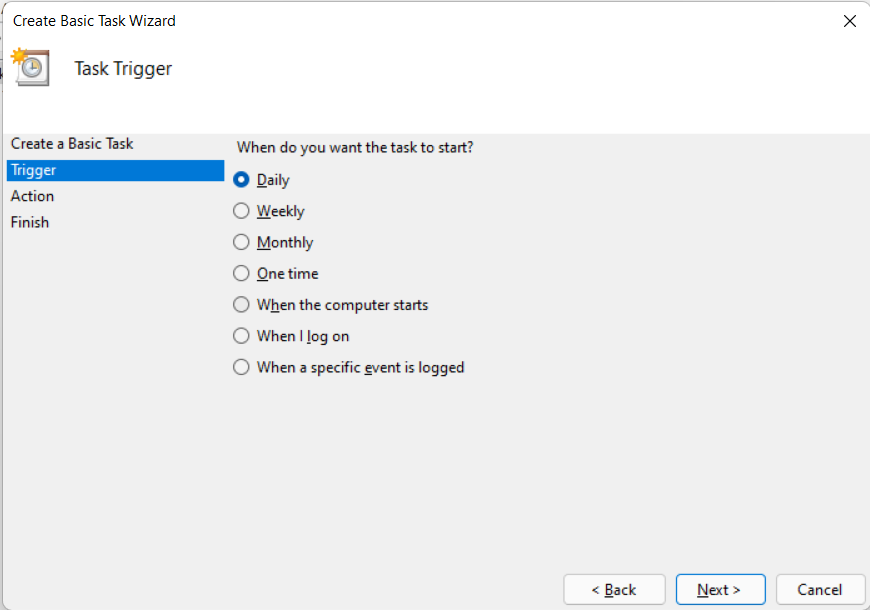 Create Basic Task Wizard
Task Trigger
Create a Basic Task
Trigger
Action
Finish
When do you want the task to start?
Daily
Weekly
Monthly
One time
When the computer starts
When I log on
When a specific event is logged
< Back
Next >
Cancel